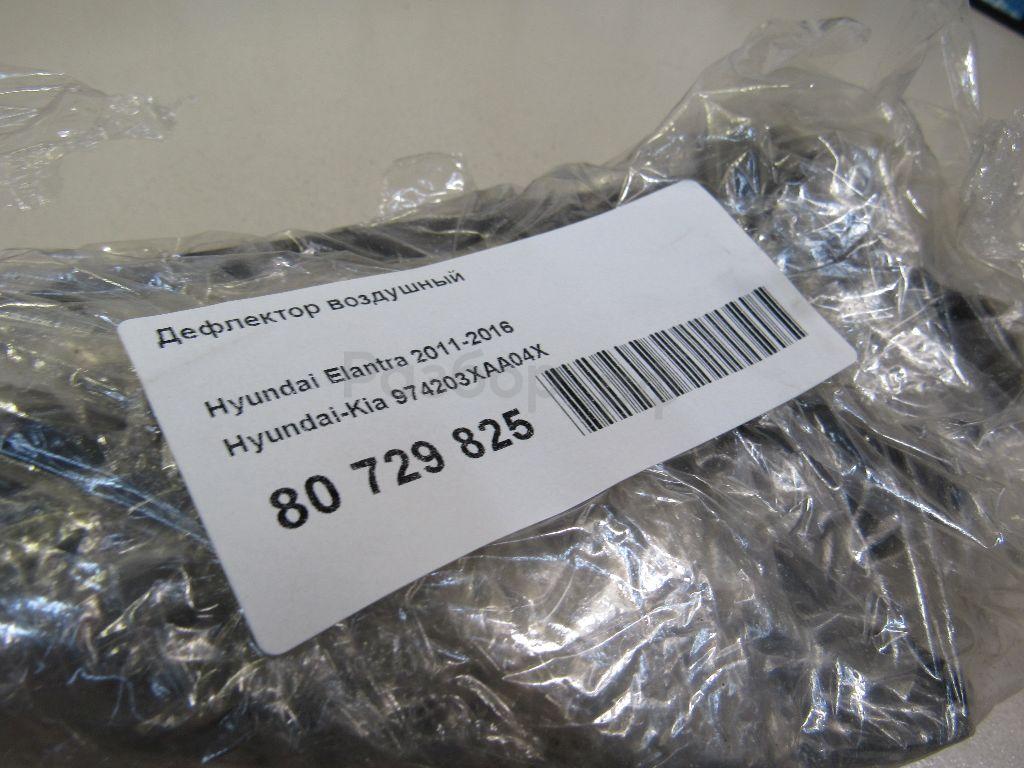 Дефлектор воздушный
Hyundai Elantra 2011-2016
Hyundai-Kia 974203XAA04X
80 729 825